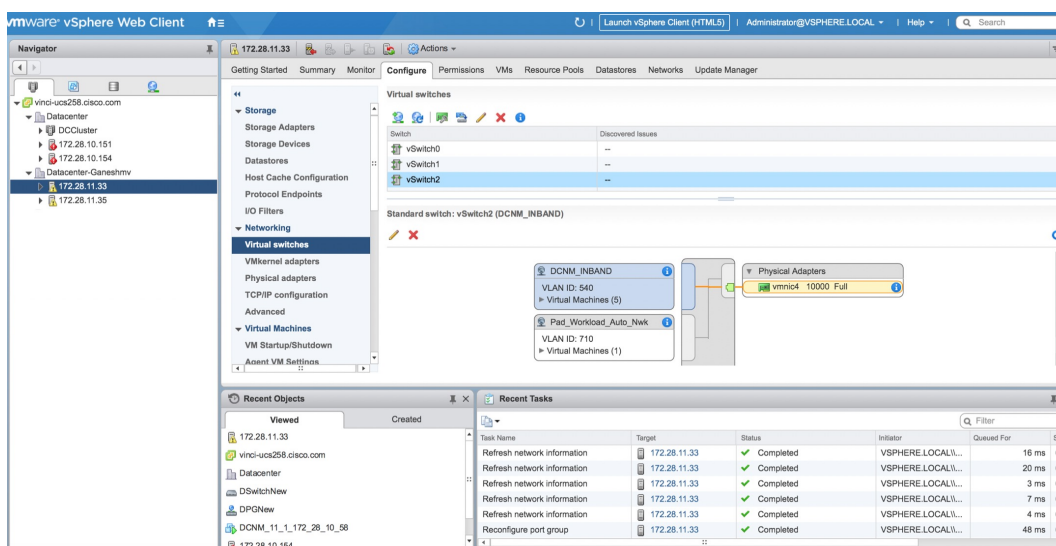 vmware® vSphere Web Client
Launch vSphere Client (HTML5)
Administrator@VSPHERE.LOCAL
Help
Search
Navigator
vinci-ucs258.cisco.com
Datacenter
DCCluster
172.28.10.151
172.28.10.154
Datacenter-Ganeshmv
172.28.11.33
172.28.11.35
172.28.11.33
Actions
Getting Started Summary Monitor Configure Permissions VMs Resource Pools Datastores Networks Update Manager
Storage
Storage Adapters
Storage Devices
Datastores
Host Cache Configuration
Protocol Endpoints
I/O Filters
Networking
Virtual switches
VMkernel adapters
Physical adapters
TCP/IP configuration
Advanced
Virtual Machines
VM Startup/Shutdown
Agent VM Settings
Virtual switches
Switch Discovered Issues
vSwitch0 --
vSwitch1 --
vSwitch2 --
Standard switch: vSwitch2 (DCNM_INBAND)
DCNM_INBAND
VLAN ID: 540
Virtual Machines (5)
Pad_Workload_Auto_Nwk
VLAN ID: 710
Virtual Machines (1)
Physical Adapters
vmnic4 10000 Full
Recent Objects
Viewed Created
172.28.11.33
vinci-ucs258.cisco.com
Datacenter
DSwitchNew
DPGNew
DCNM_11_1_172_28_10_58
172.28.10.154
Recent Tasks
Filter
Task Name Target Status Initiator Queued For
Refresh network information 172.28.11.33 Completed VSPHERE.LOCAL\\... 16 ms
Refresh network information 172.28.11.33 Completed VSPHERE.LOCAL\\... 20 ms
Refresh network information 172.28.11.33 Completed VSPHERE.LOCAL\\... 3 ms
Refresh network information 172.28.11.33 Completed VSPHERE.LOCAL\\... 7 ms
Refresh network information 172.28.11.33 Completed VSPHERE.LOCAL\\... 4 ms
Reconfigure port group 172.28.11.33 Completed VSPHERE.LOCAL\\... 48 ms